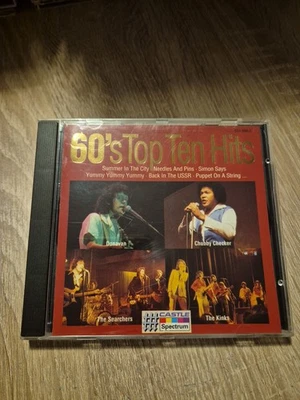 60's Top Ten Hits
Summer In The City · Needles And Pins · Simon Says
Yummy Yummy Yummy · Back In The USSR · Puppet On A String ...
Donovan
Chubby Checker
The Searchers
The Kinks
CASTLE
Spectrum